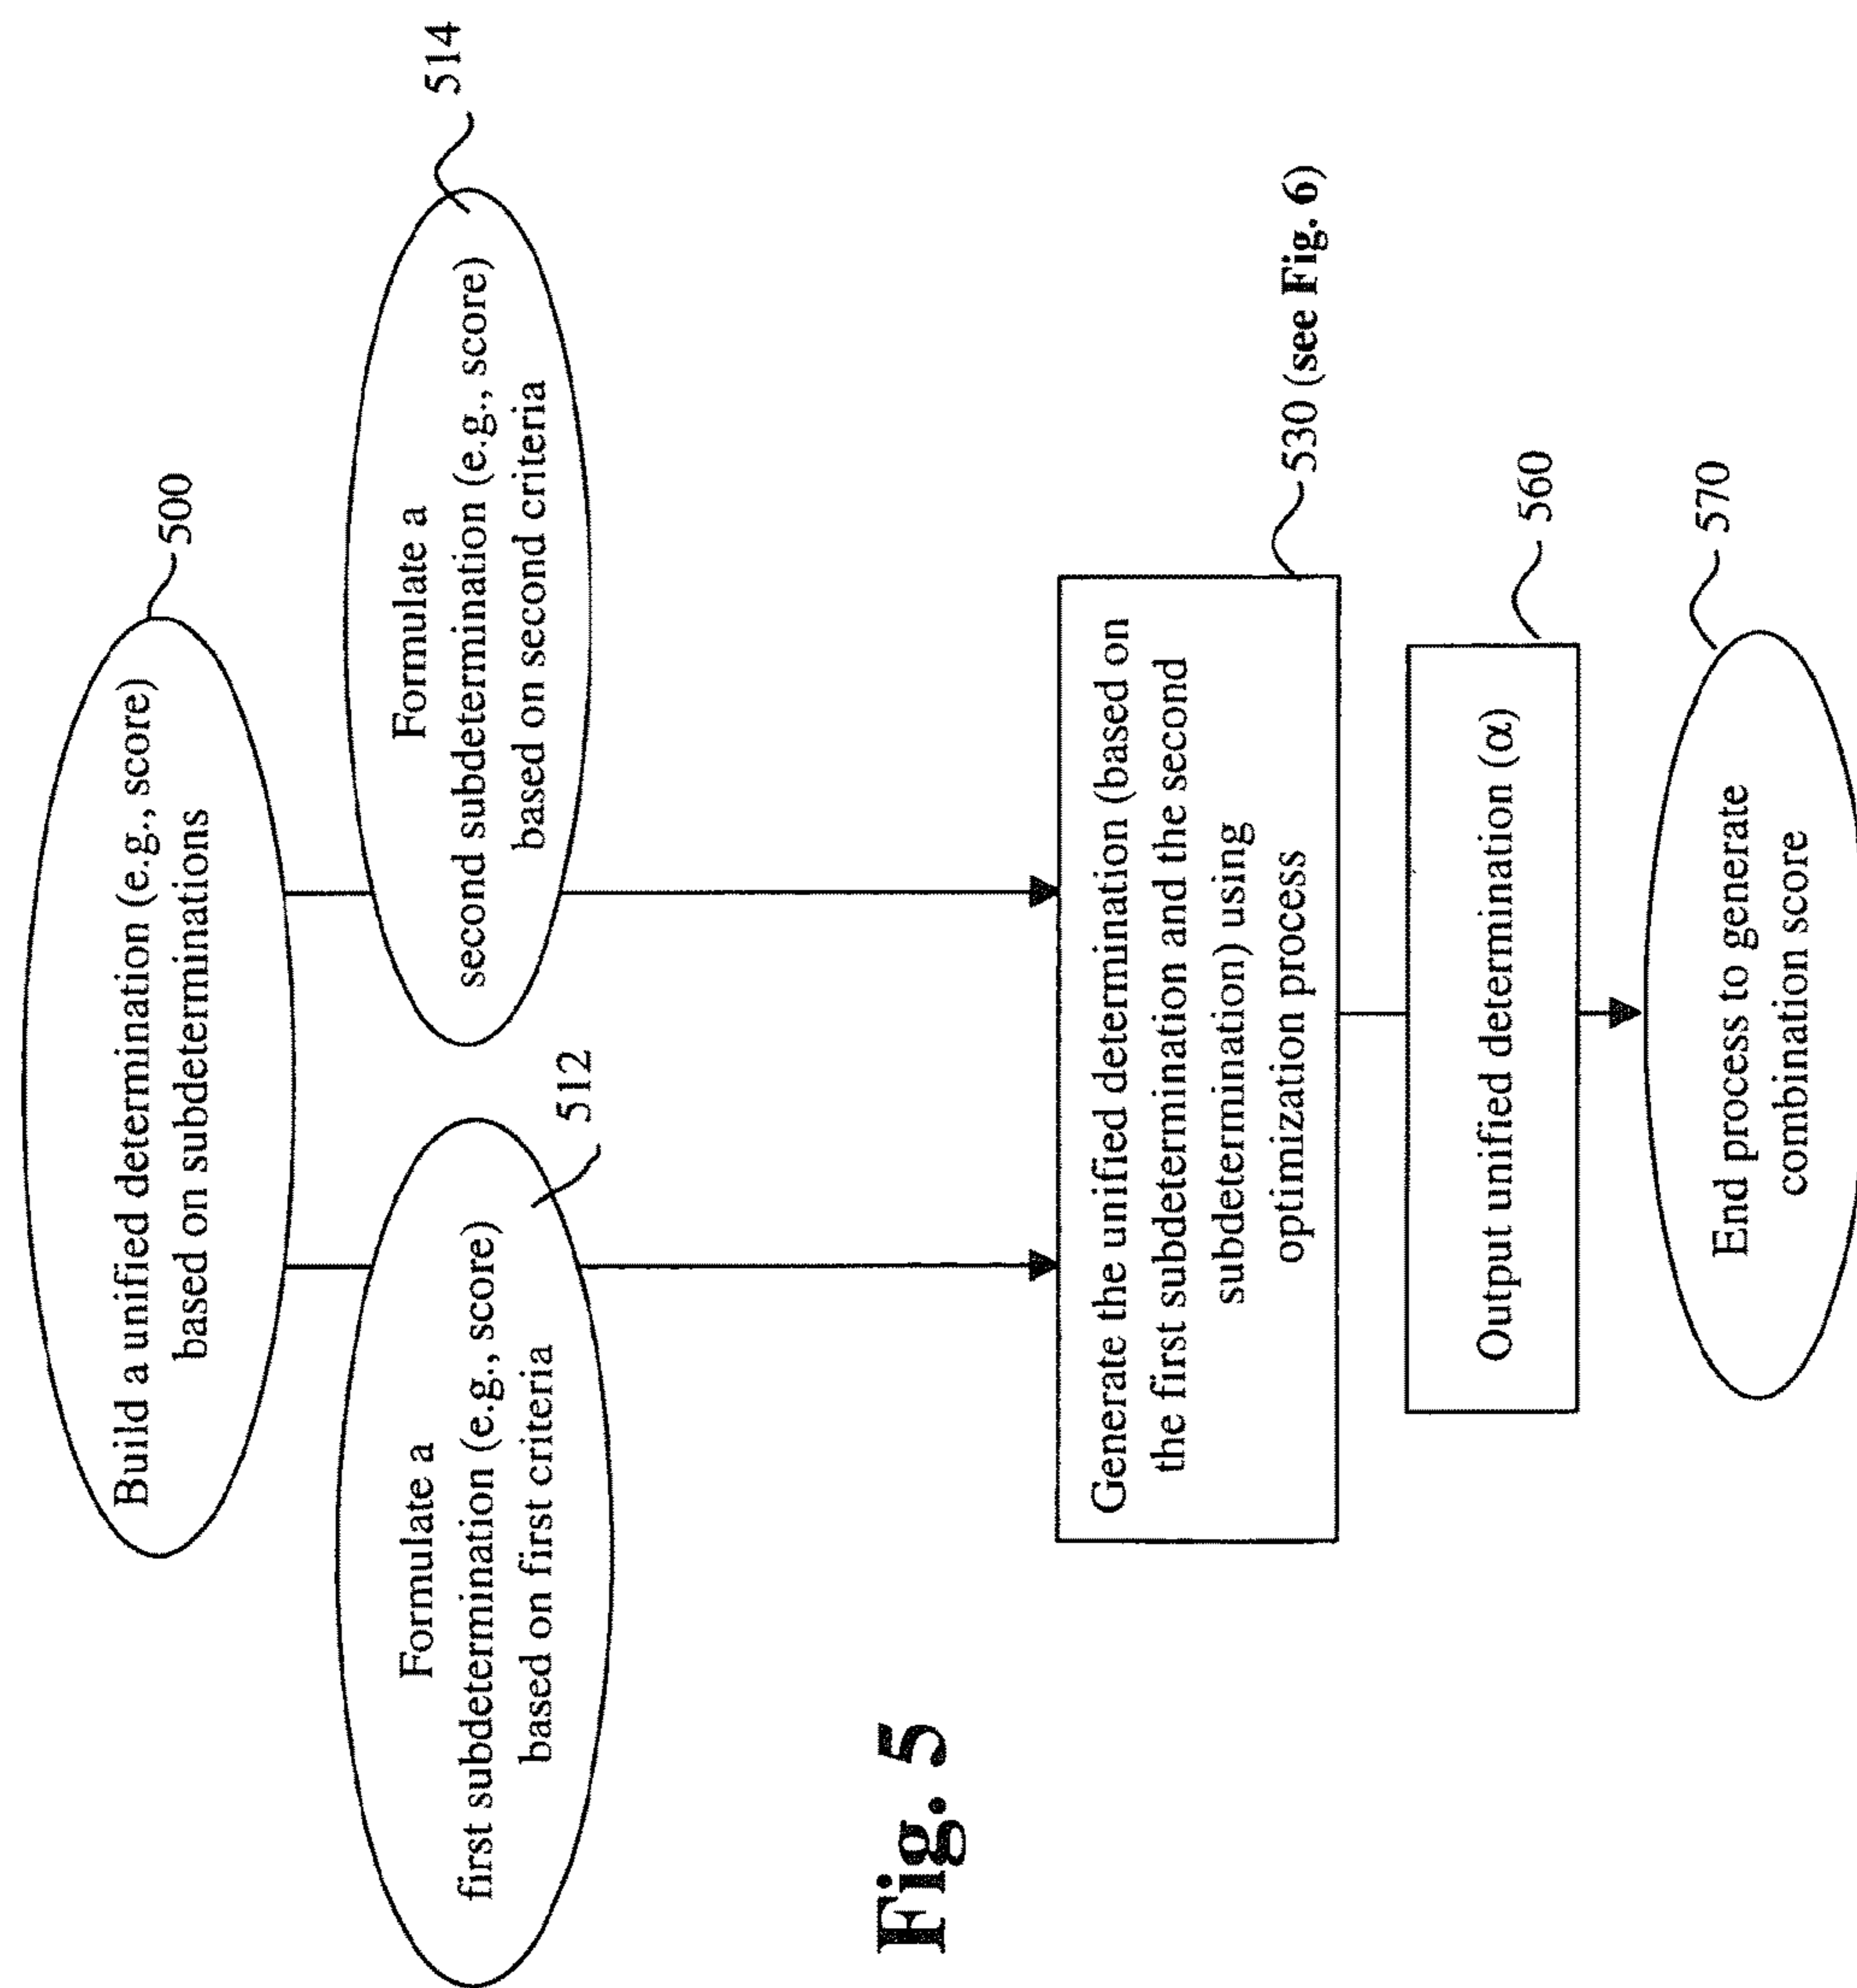 Build a unified determination (e.g., score)
based on subdeterminations
500
Formulate a
first subdetermination (e.g., score)
based on first criteria
512
Formulate a
second subdetermination (e.g., score)
based on second criteria
514
Generate the unified determination (based on
the first subdetermination and the second
subdetermination) using
optimization process
530 (see Fig. 6)
Output unified determination (α)
560
End process to generate
combination score
570
Fig. 5